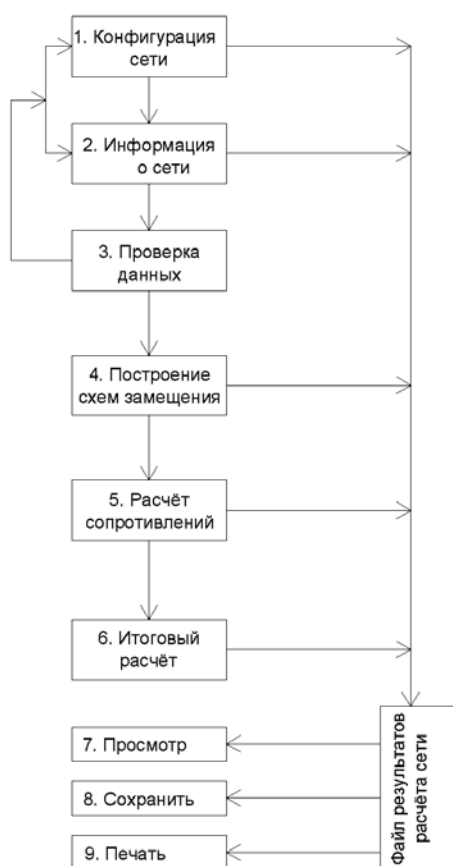 1. Конфигурация
сети
2. Информация
о сети
3. Проверка
данных
4. Построение
схем замещения
5. Расчёт
сопротивлений
6. Итоговый
расчёт
7. Просмотр
8. Сохранить
9. Печать
Файл результатов
расчёта сети